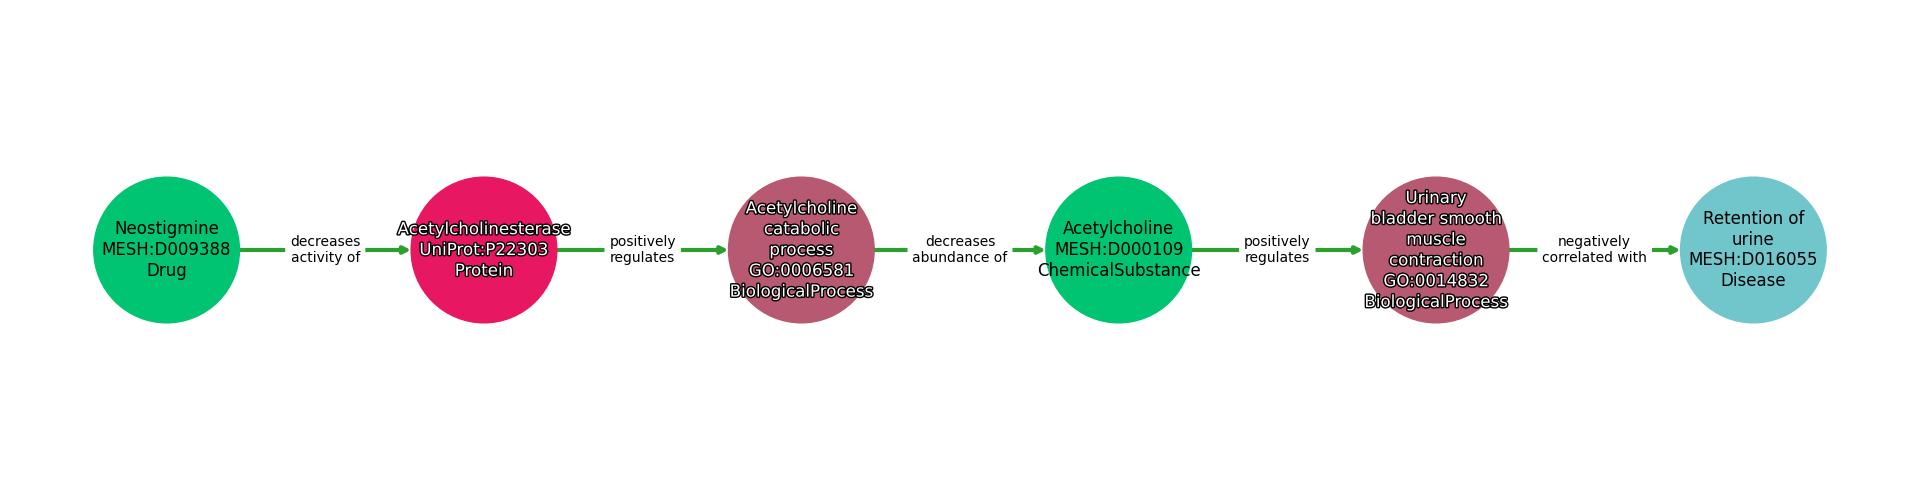 Neostigmine
MESH:D009388
Drug
decreases
activity of
Acetylcholinesterase
UniProt:P22303
Protein
positively
regulates
Acetylcholine
catabolic
process
GO:0006581
BiologicalProcess
decreases
abundance of
Acetylcholine
MESH:D000109
ChemicalSubstance
positively
regulates
Urinary
bladder smooth
muscle
contraction
GO:0014832
BiologicalProcess
negatively
correlated with
Retention of
urine
MESH:D016055
Disease